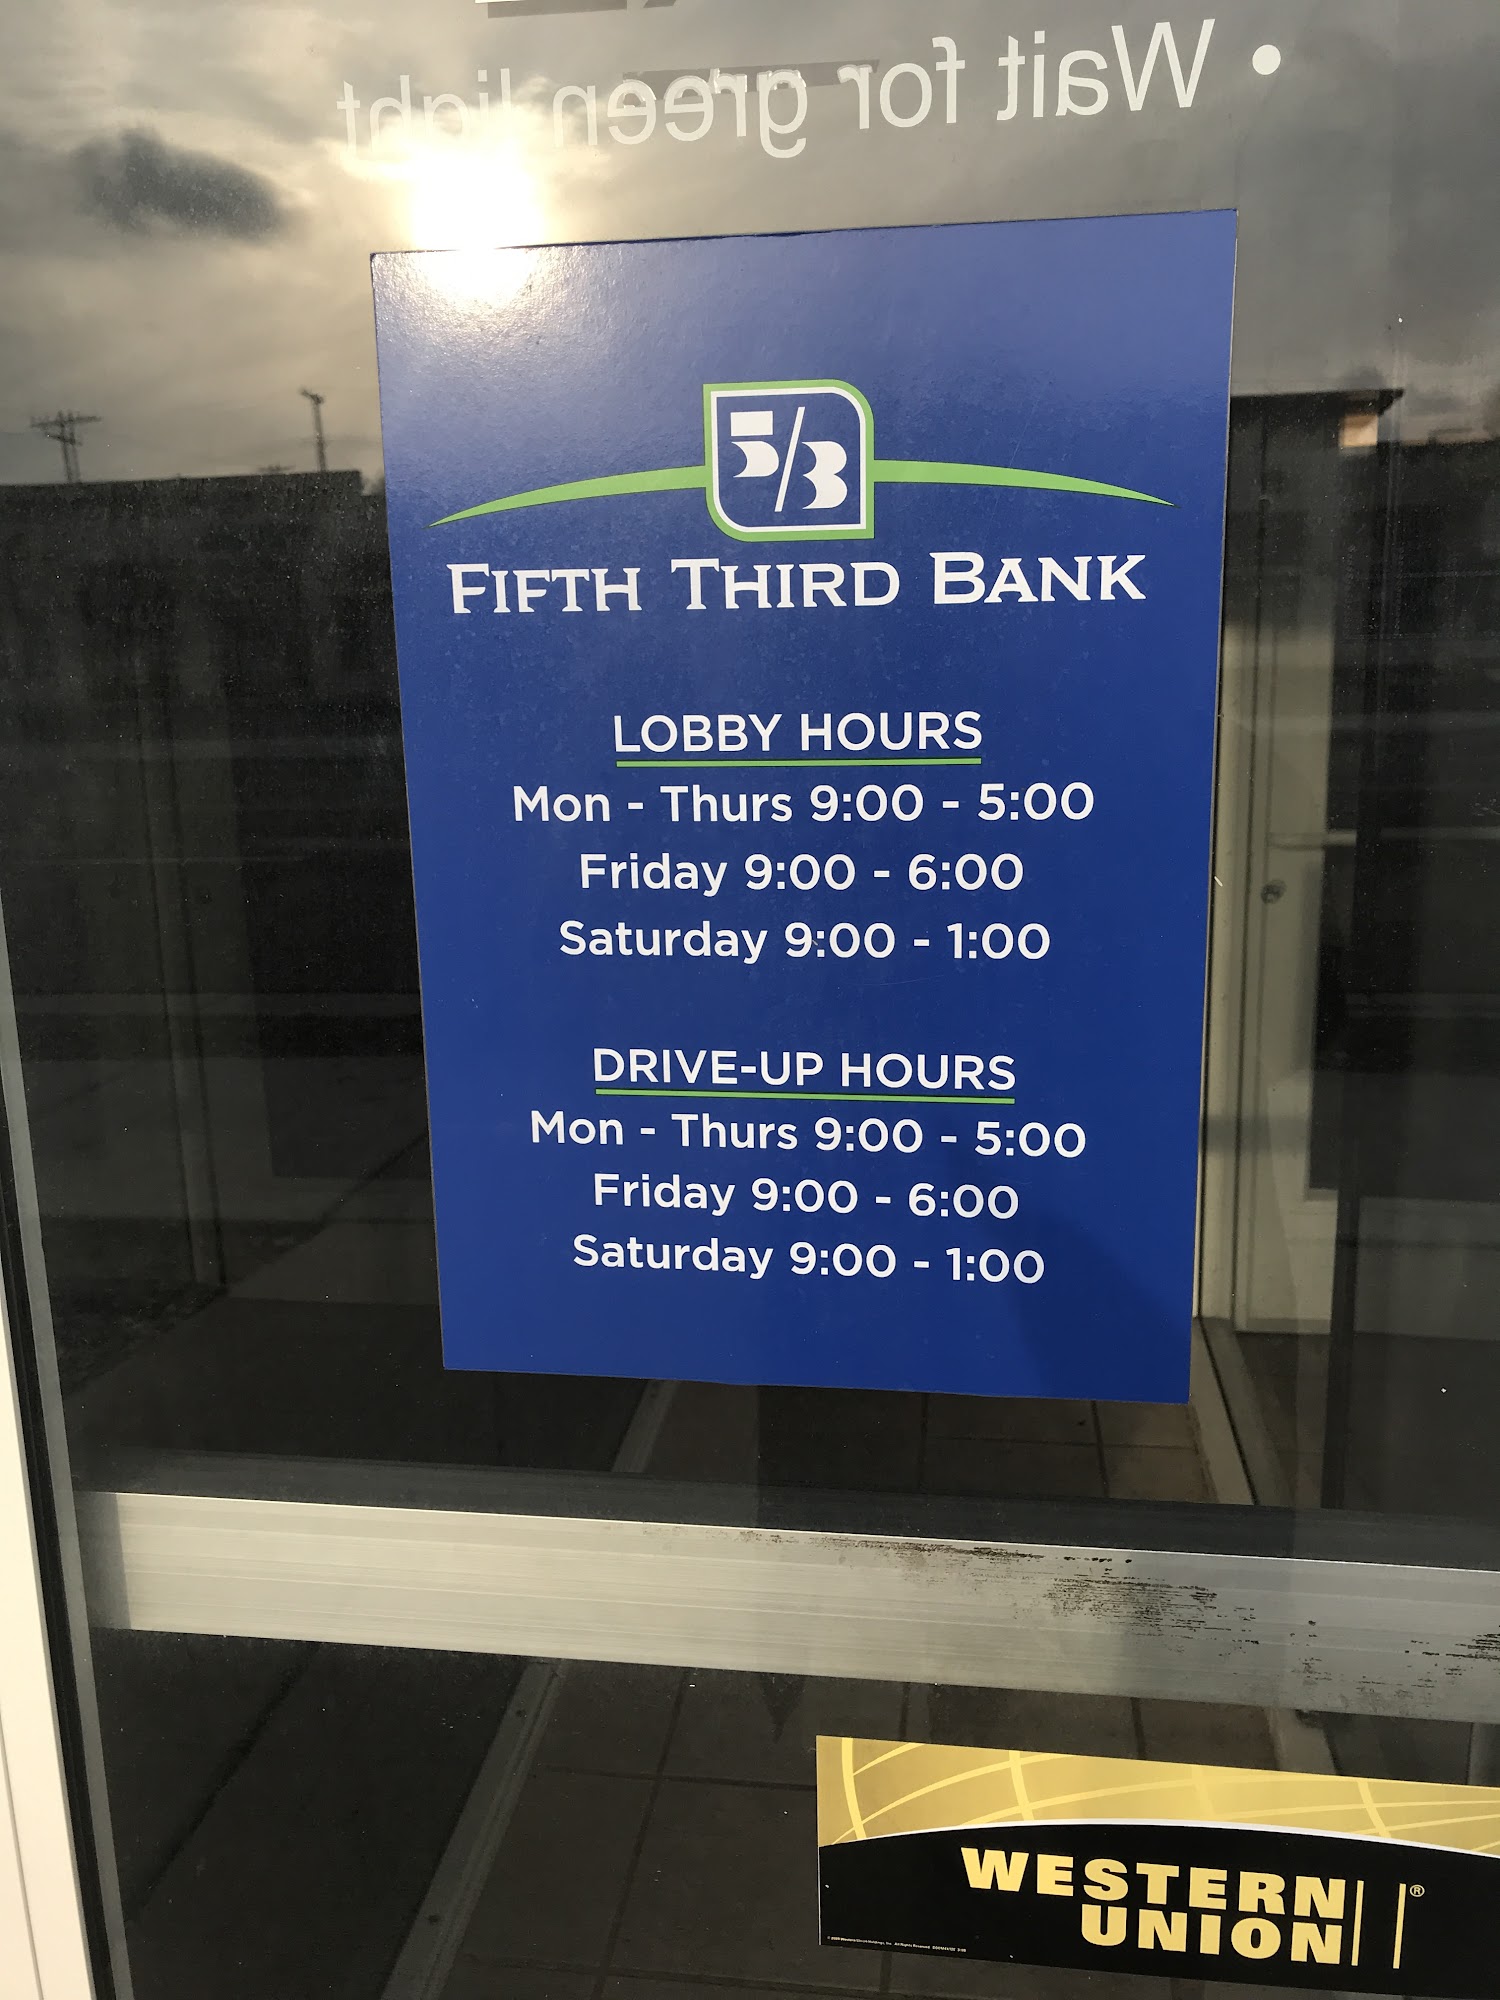 • Wait for green light
5/3
FIFTH THIRD BANK
LOBBY HOURS
Mon - Thurs 9:00 - 5:00
Friday 9:00 - 6:00
Saturday 9:00 - 1:00
DRIVE-UP HOURS
Mon - Thurs 9:00 - 5:00
Friday 9:00 - 6:00
Saturday 9:00 - 1:00
WESTERN
UNION ®